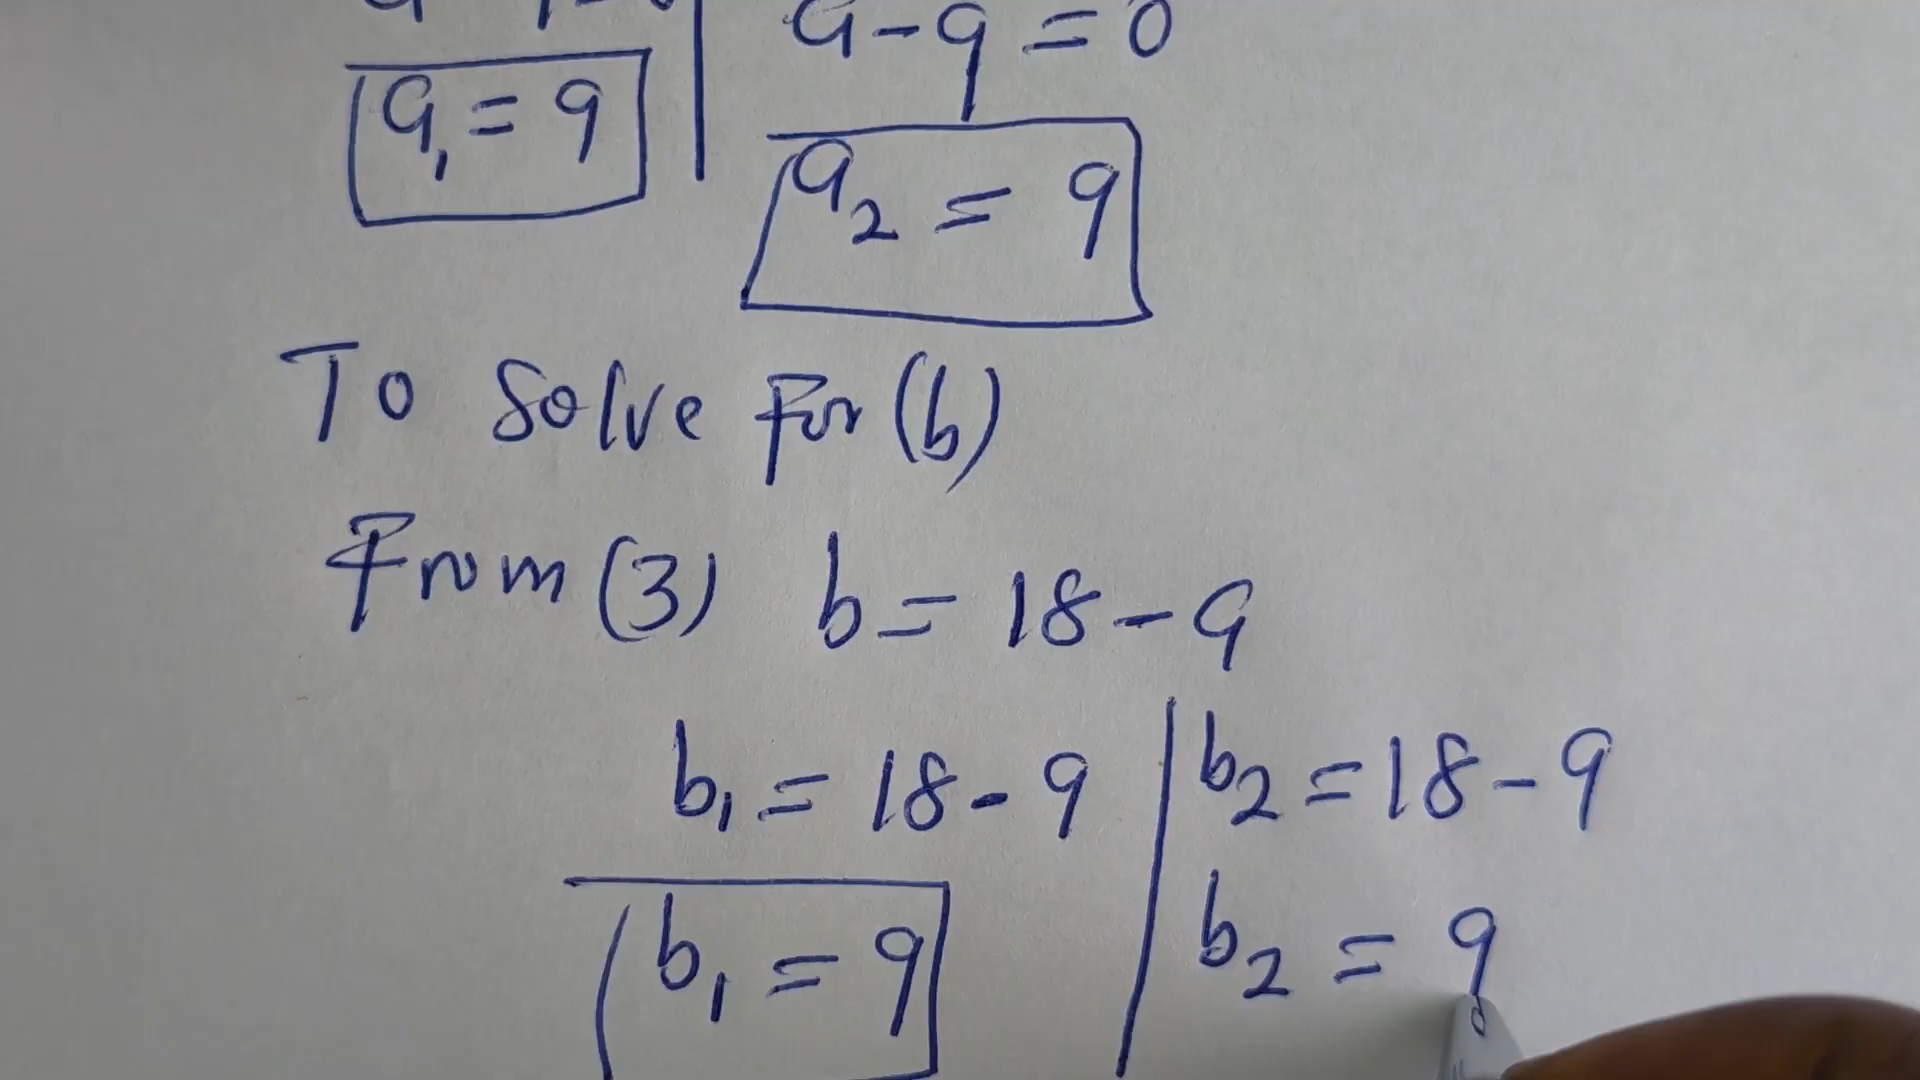 a - 9 = 0
a₁ = 9
a₂ = 9
To Solve For (b)
From (3) b = 18 - a
b₁ = 18 - 9
b₂ = 18 - 9
b₁ = 9
b₂ = 9